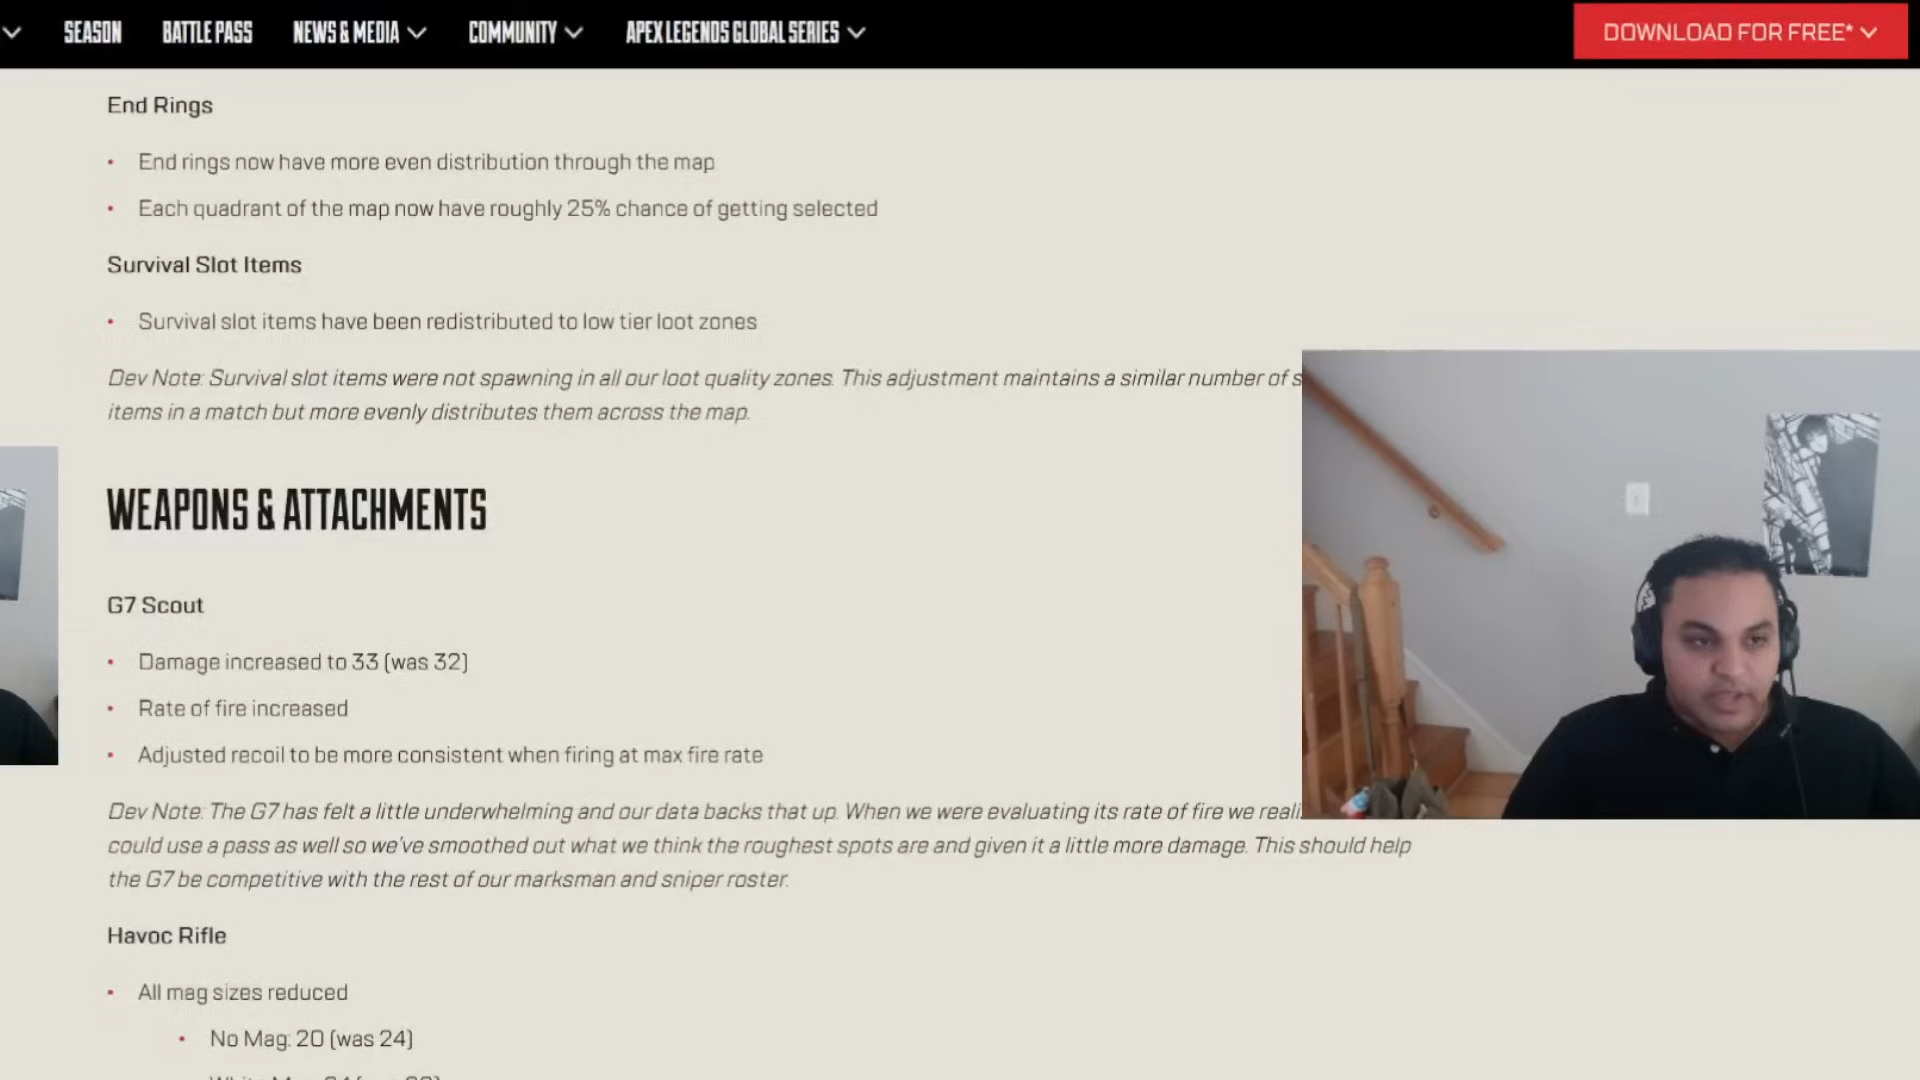 SEASON BATTLE PASS NEWS & MEDIA COMMUNITY APEX LEGENDS GLOBAL SERIES DOWNLOAD FOR FREE*
End Rings
• End rings now have more even distribution through the map
• Each quadrant of the map now have roughly 25% chance of getting selected
Survival Slot Items
• Survival slot items have been redistributed to low tier loot zones
Dev Note: Survival slot items were not spawning in all our loot quality zones. This adjustment maintains a similar number of s
items in a match but more evenly distributes them across the map.
WEAPONS & ATTACHMENTS
G7 Scout
• Damage increased to 33 (was 32)
• Rate of fire increased
• Adjusted recoil to be more consistent when firing at max fire rate
Dev Note: The G7 has felt a little underwhelming and our data backs that up. When we were evaluating its rate of fire we reali
could use a pass as well so we've smoothed out what we think the roughest spots are and given it a little more damage. This should help
the G7 be competitive with the rest of our marksman and sniper roster.
Havoc Rifle
• All mag sizes reduced
• No Mag: 20 (was 24)